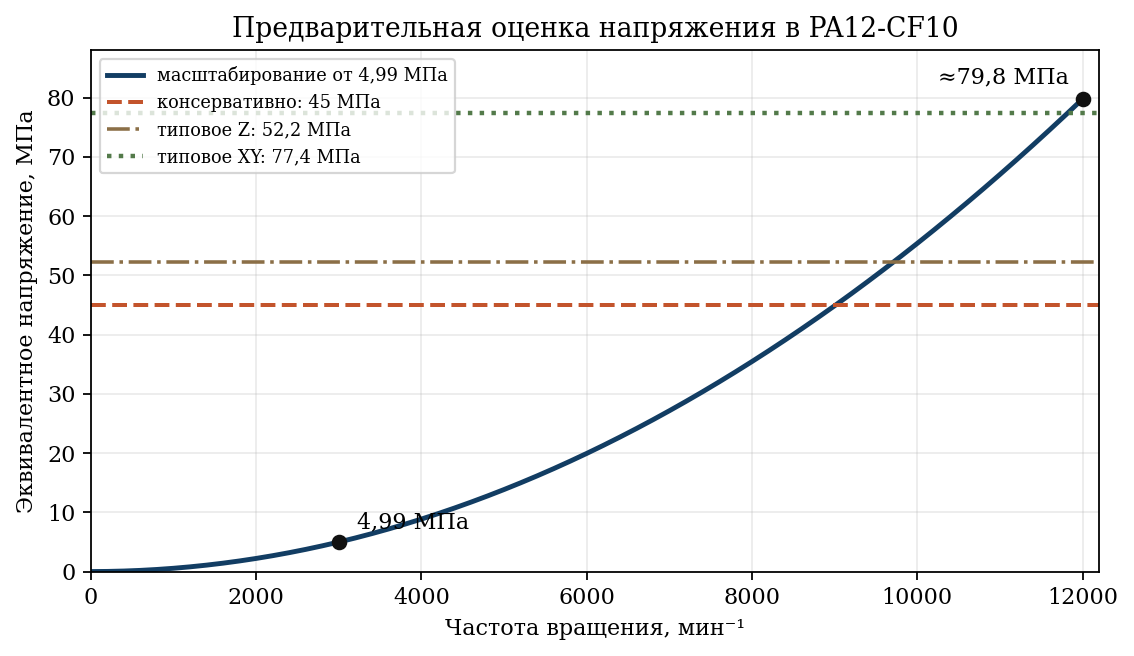 Предварительная оценка напряжения в PA12-CF10
масштабирование от 4,99 МПа
консервативно: 45 МПа
типовое Z: 52,2 МПа
типовое XY: 77,4 МПа
≈79,8 МПа
4,99 МПа
Эквивалентное напряжение, МПа
80
70
60
50
40
30
20
10
0
0 2000 4000 6000 8000 10000 12000
Частота вращения, мин⁻¹